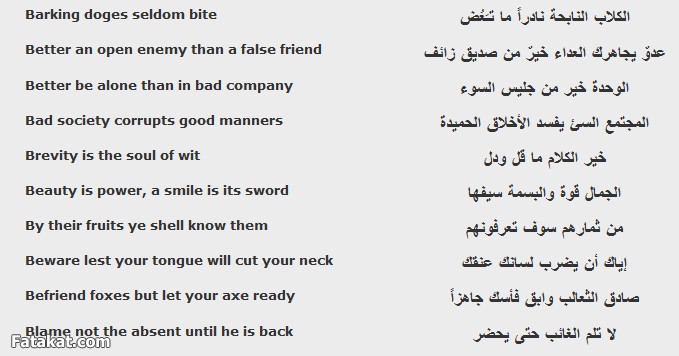 Barking doges seldom bite الكلاب النابحة نادراً ما تـَعُض
Better an open enemy than a false friend عدوّ يجاهرك العداء خيرٌ من صديق زائف
Better be alone than in bad company الوحدة خير من جليس السوء
Bad society corrupts good manners المجتمع السئ يفسد الأخلاق الحميدة
Brevity is the soul of wit خير الكلام ما قل ودل
Beauty is power, a smile is its sword الجمال قوة والبسمة سيفها
By their fruits ye shell know them من ثمارهم سوف تعرفونهم
Beware lest your tongue will cut your neck إياك أن يضرب لسانك عنقك
Befriend foxes but let your axe ready صادق الثعالب وابق فأسك جاهزاً
Blame not the absent until he is back لا تلم الغائب حتى يحضر
Fatakat.com